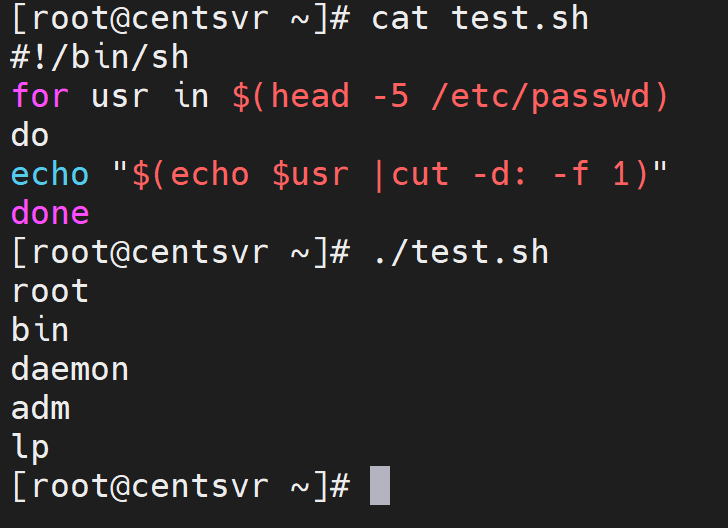 [root@centsvr ~]# cat test.sh
#!/bin/sh
for usr in $(head -5 /etc/passwd)
do
echo "$(echo $usr |cut -d: -f 1)"
done
[root@centsvr ~]# ./test.sh
root
bin
daemon
adm
lp
[root@centsvr ~]#